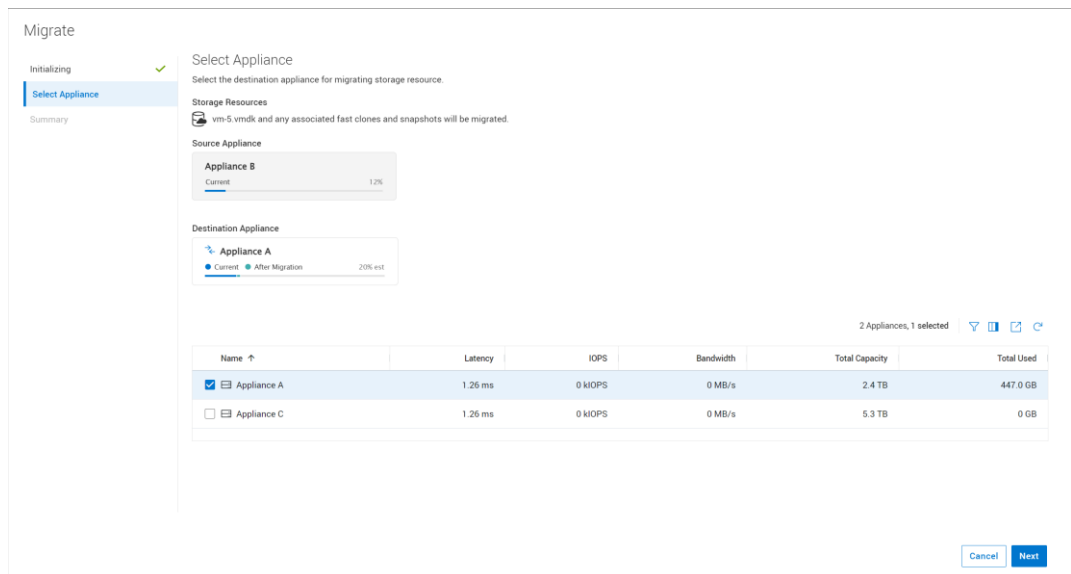 Migrate
Initializing
Select Appliance
Summary
Select Appliance
Select the destination appliance for migrating storage resource.
Storage Resources
vm-5.vmdk and any associated fast clones and snapshots will be migrated.
Source Appliance
Appliance B
Current 12%
Destination Appliance
Appliance A
Current After Migration 20% est
2 Appliances, 1 selected
Name Latency IOPS Bandwidth Total Capacity Total Used
Appliance A 1.26 ms 0 kIOPS 0 MB/s 2.4 TB 447.0 GB
Appliance C 1.26 ms 0 kIOPS 0 MB/s 5.3 TB 0 GB
Cancel Next